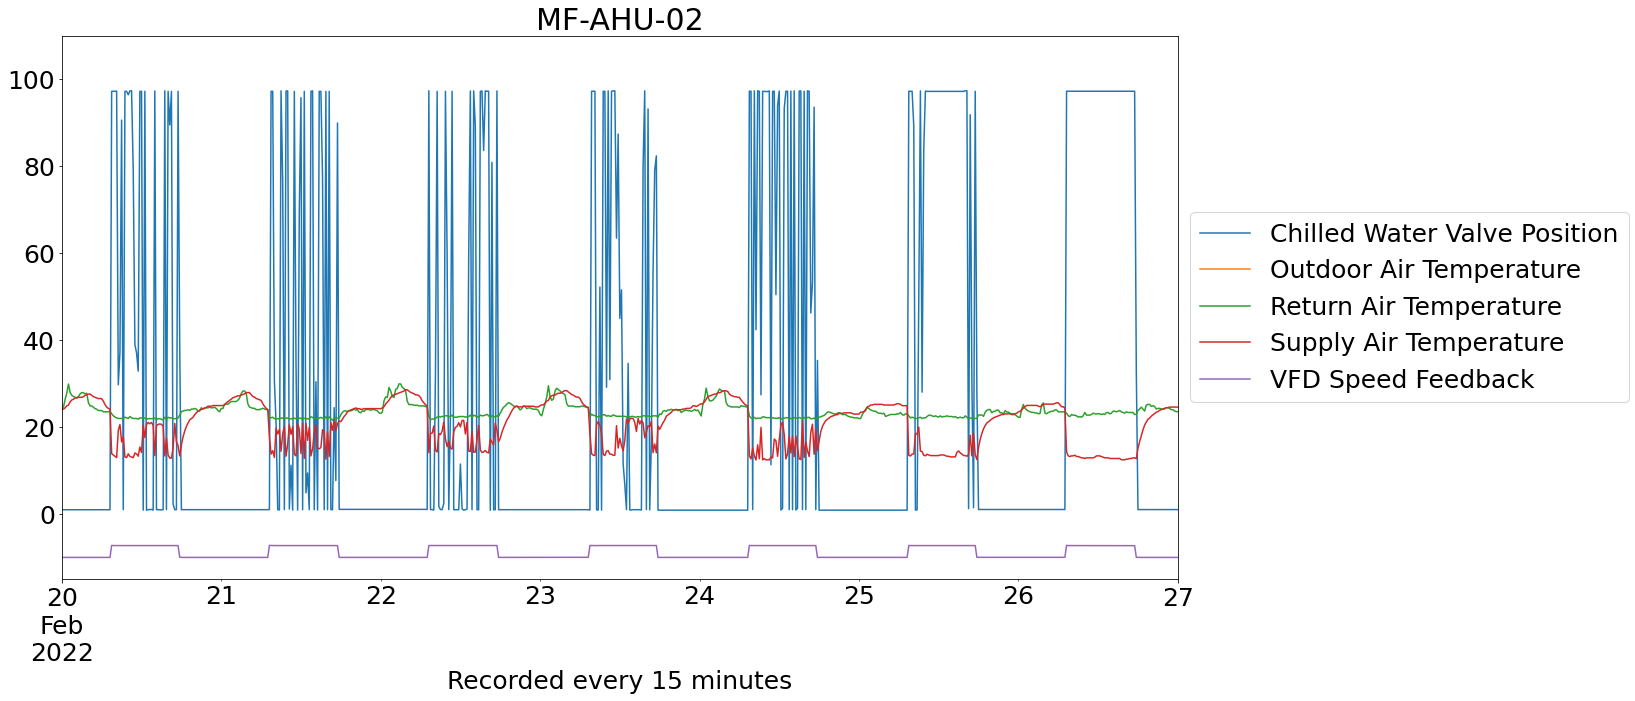 MF-AHU-02
100
80
60
40
20
0
20 21 22 23 24 25 26 27
Feb
2022
Recorded every 15 minutes
Chilled Water Valve Position
Outdoor Air Temperature
Return Air Temperature
Supply Air Temperature
VFD Speed Feedback